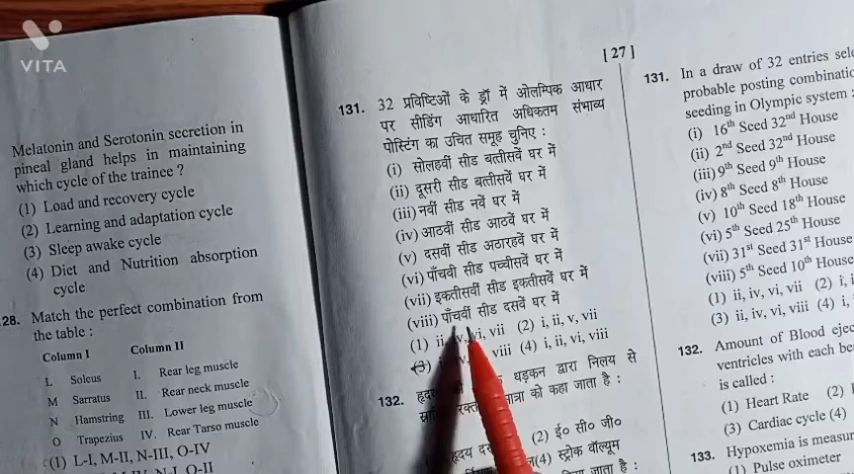 VITA
Melatonin and Serotonin secretion in
pineal gland helps in maintaining
which cycle of the trainee ?
(1) Load and recovery cycle
(2) Learning and adaptation cycle
(3) Sleep awake cycle
(4) Diet and Nutrition absorption
cycle
28. Match the perfect combination from
the table :
Column I Column II
L Soleus I. Rear leg muscle
M Sarratus II. Rear neck muscle
N Hamstring III. Lower leg muscle
O Trapezius IV. Rear Tarso muscle
(1) L-I, M-II, N-III, O-IV
[ 27 ]
131. 32 प्रविष्टिओं के ड्रॉ में ओलम्पिक आधार
पर सीडिंग आधारित अधिकतम संभाव्य
पोस्टिंग का उचित समूह चुनिए :
(i) सोलहवीं सीड बत्तीसवें घर में
(ii) दूसरी सीड बत्तीसवें घर में
(iii) नवीं सीड नवें घर में
(iv) आठवीं सीड आठवें घर में
(v) दसवीं सीड अठारहवें घर में
(vi) पाँचवी सीड पच्चीसवें घर में
(vii) इकतीसवीं सीड इकतीसवें घर में
(viii) पाँचवीं सीड दसवें घर में
(1) ii, vi, vii (2) i, ii, v, vii
(3) viii (4) i, ii, vi, viii
132. धड़कन द्वारा निलय से
मात्रा को कहा जाता है :
हृदय (2) ई० सी० जी०
(4) स्ट्रोक वॉल्यूम
जाता है :
131. In a draw of 32 entries
probable posting
seeding in Olympic system :
(i) 16th Seed 32nd House
(ii) 2nd Seed 32nd House
(iii) 9th Seed 9th House
(iv) 8th Seed 8th House
(v) 10th Seed 18th House
(vi) 5th Seed 25th House
(vii) 31st Seed 31st House
(viii) 5th Seed 10th House
(1) ii, iv, vi, vii (2) i,
(3) ii, iv, vi, viii (4) i,
132. Amount of Blood
ventricles with each
is called :
(1) Heart Rate (2)
(3) Cardiac cycle (4)
133. Hypoxemia is
1) Pulse oximeter